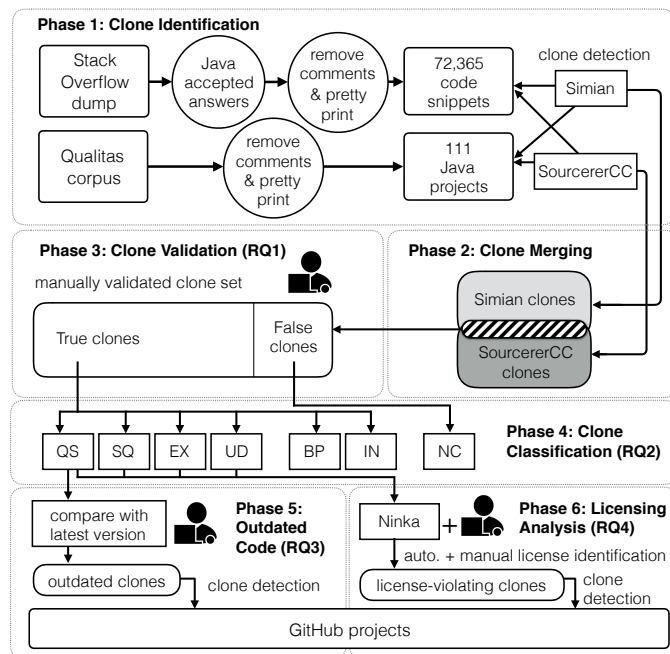 Phase 1: Clone Identification
Stack
Overflow
dump
Java
accepted
answers
remove
comments
& pretty
print
72,365
code
snippets
clone detection
Simian
Qualitas
corpus
remove
comments
& pretty
print
111
Java
projects
SourcererCC
Phase 3: Clone Validation (RQ1)
manually validated clone set
True clones
False
clones
Phase 2: Clone Merging
Simian clones
SourcererCC
clones
QS
SQ
EX
UD
BP
IN
NC
Phase 4: Clone
Classification (RQ2)
compare with
latest version
Phase 5:
Outdated
Code (RQ3)
outdated clones
clone detection
Ninka
+
Phase 6: Licensing
Analysis (RQ4)
auto. + manual license identification
license-violating clones
clone
detection
GitHub projects